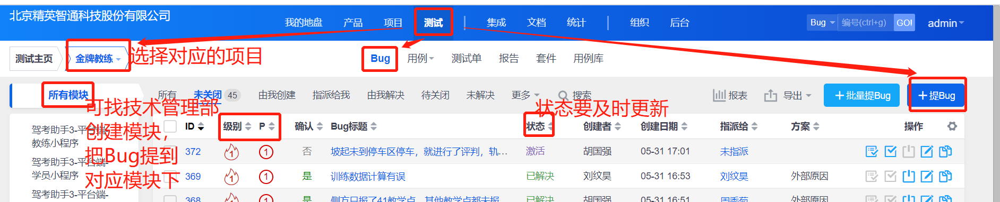 北京精英智通科技股份有限公司
我的地盘 产品 项目 测试 集成 文档 统计 组织 后台 Bug 编号(ctrl+g) GO! admin
测试主页 金牌教练 选择对应的项目 Bug 用例 测试单 报告 套件 用例库
所有模块 所有 未关闭 45 由我创建 指派给我 由我解决 待关闭 未解决 更多 搜索 报表 导出 +批量提Bug +提Bug
可找技术管理部
创建模块，
把Bug提到
对应模块下
状态要及时更新
驾考助手3-平台端-
教练小程序
驾考助手3-平台端-
学员小程序
驾考助手3-平台端-
ID 级别 P 确认 Bug标题 状态 创建者 创建日期 指派给 方案 操作
372 1 1 否 坡起未到停车区停车，就进行了评判，轨... 激活 胡国强 05-31 17:01 未指派
369 1 1 是 训练数据计算有误 已解决 刘纹昊 05-31 16:53 刘纹昊 外部原因
368 1 1 是 侧方日报了41教学点，其他教学点都未报 已解决 胡国强 05-31 16:51 外部原因